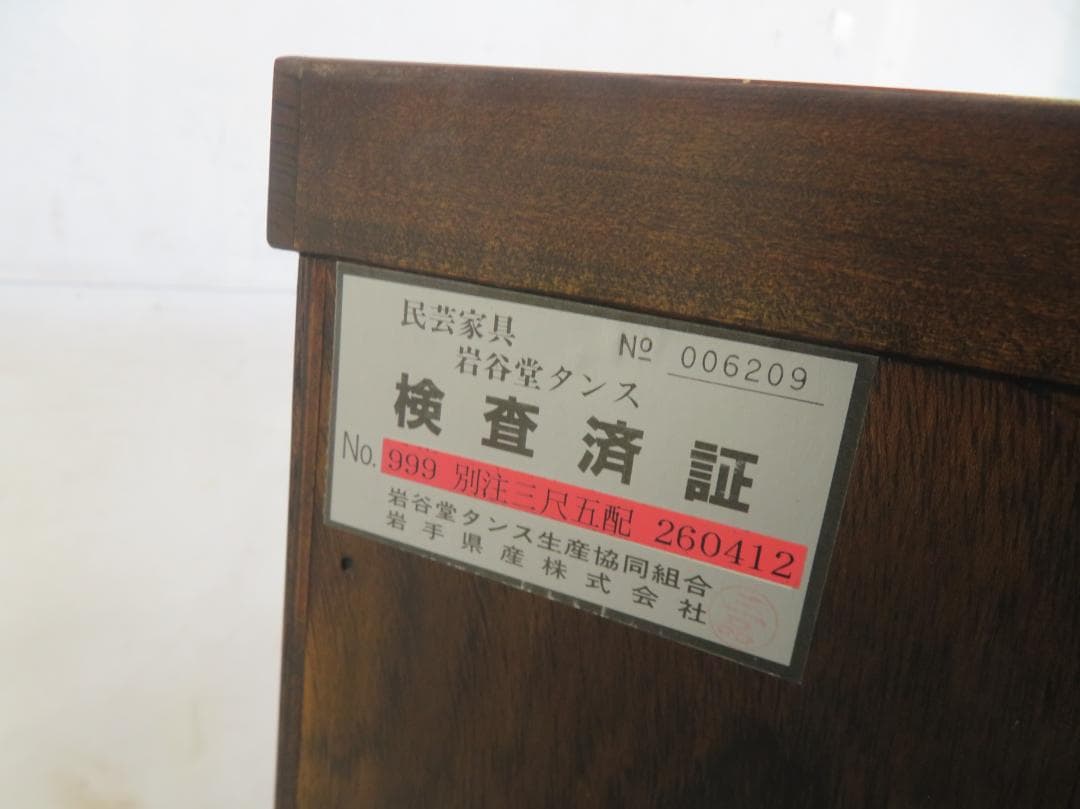 民芸家具
岩谷堂タンス
№ 006209
検査済証
No. 999 別注三尺五配 260412
岩谷堂タンス生産協同組合
岩手県産株式会社